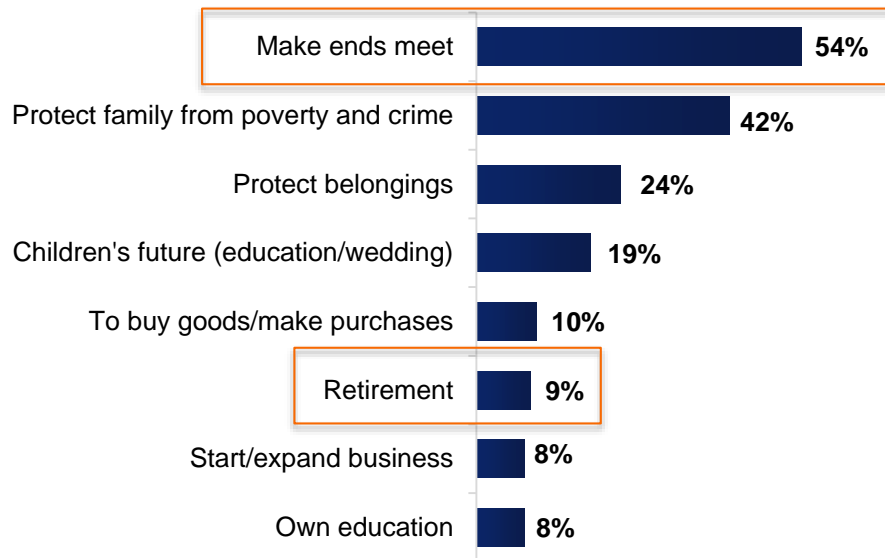 Make ends meet 54%
Protect family from poverty and crime 42%
Protect belongings 24%
Children's future (education/wedding) 19%
To buy goods/make purchases 10%
Retirement 9%
Start/expand business 8%
Own education 8%